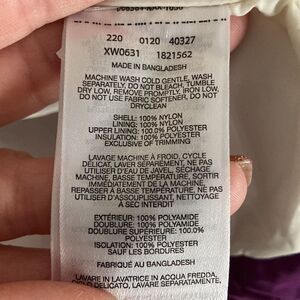 220 0120 40327
XW0631 1821562
MADE IN BANGLADESH
MACHINE WASH COLD GENTLE, WASH
SEPARATELY, DO NOT BLEACH, TUMBLE
DRY LOW, REMOVE PROMPTLY, IRON LOW,
DO NOT USE FABRIC SOFTENER, DO NOT
DRYCLEAN
SHELL: 100% NYLON
LINING: 100% NYLON
UPPER LINING: 100.0% POLYESTER
INSULATION: 100% POLYESTER
EXCLUSIVE OF TRIMMING
LAVAGE MACHINE À FROID, CYCLE
DÉLICAT, LAVER SÉPARÉMENT, NE PAS
UTILISER D'EAU DE JAVEL, SÉCHAGE
MACHINE, BASSE TEMPÉRATURE, SORTIR
IMMÉDIATEMENT DE LA MACHINE,
REPASSER À BASSE TEMPÉRATURE, NE PAS
UTILISER D'ASSOUPLISSANT, NETTOYAGE
À SEC INTERDIT
EXTÉRIEUR: 100% POLYAMIDE
DOUBLURE: 100% POLYAMIDE
DOUBLURE SUPÉRIEURE: 100.0%
POLYESTER
ISOLATION: 100% POLYESTER
SAUF LES BORDURES
FABRIQUÉ AU BANGLADESH
LAVARE IN LAVATRICE IN ACQUA FREDDA,
CICLO DELICATO, LAVARE SEPARATAMENTE,